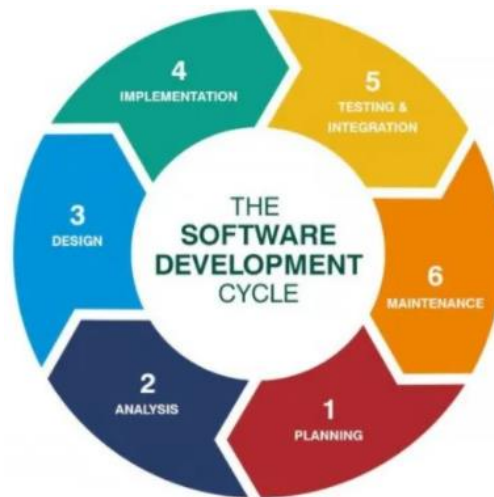 THE
SOFTWARE
DEVELOPMENT
CYCLE
1
PLANNING
2
ANALYSIS
3
DESIGN
4
IMPLEMENTATION
5
TESTING &
INTEGRATION
6
MAINTENANCE